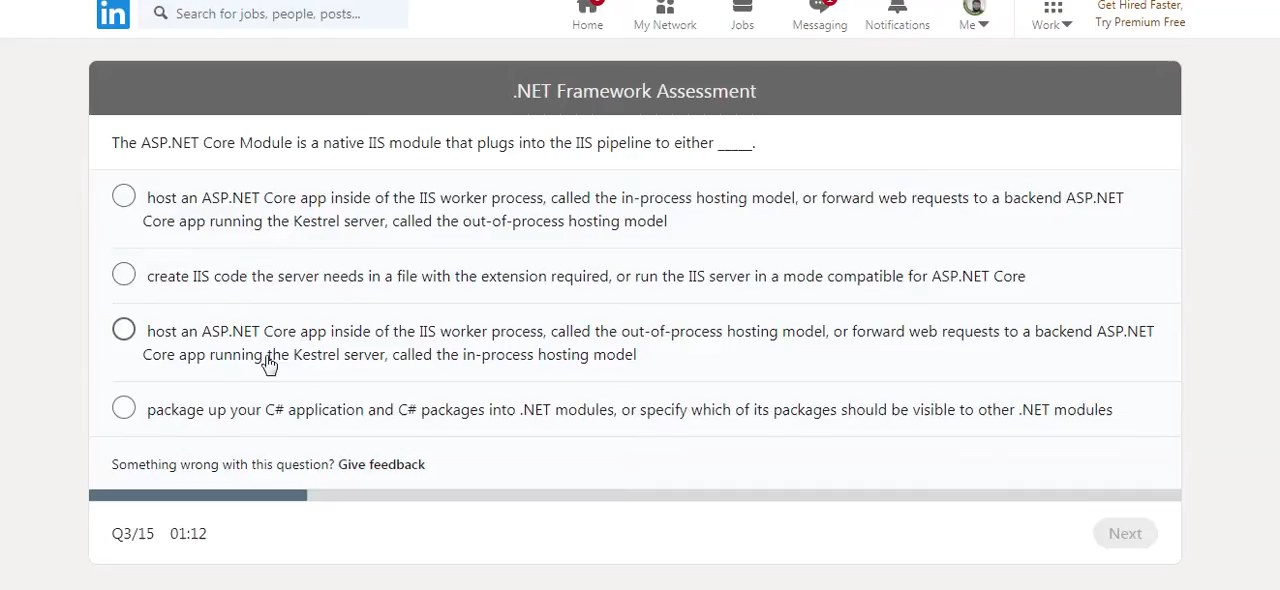 in
Search for jobs, people, posts...
Home
My Network
Jobs
Messaging
Notifications
Me
Work
Get Hired Faster,
Try Premium Free
.NET Framework Assessment
The ASP.NET Core Module is a native IIS module that plugs into the IIS pipeline to either _____.
host an ASP.NET Core app inside of the IIS worker process, called the in-process hosting model, or forward web requests to a backend ASP.NET
Core app running the Kestrel server, called the out-of-process hosting model
create IIS code the server needs in a file with the extension required, or run the IIS server in a mode compatible for ASP.NET Core
host an ASP.NET Core app inside of the IIS worker process, called the out-of-process hosting model, or forward web requests to a backend ASP.NET
Core app running the Kestrel server, called the in-process hosting model
package up your C# application and C# packages into .NET modules, or specify which of its packages should be visible to other .NET modules
Something wrong with this question? Give feedback
Q3/15 01:12
Next